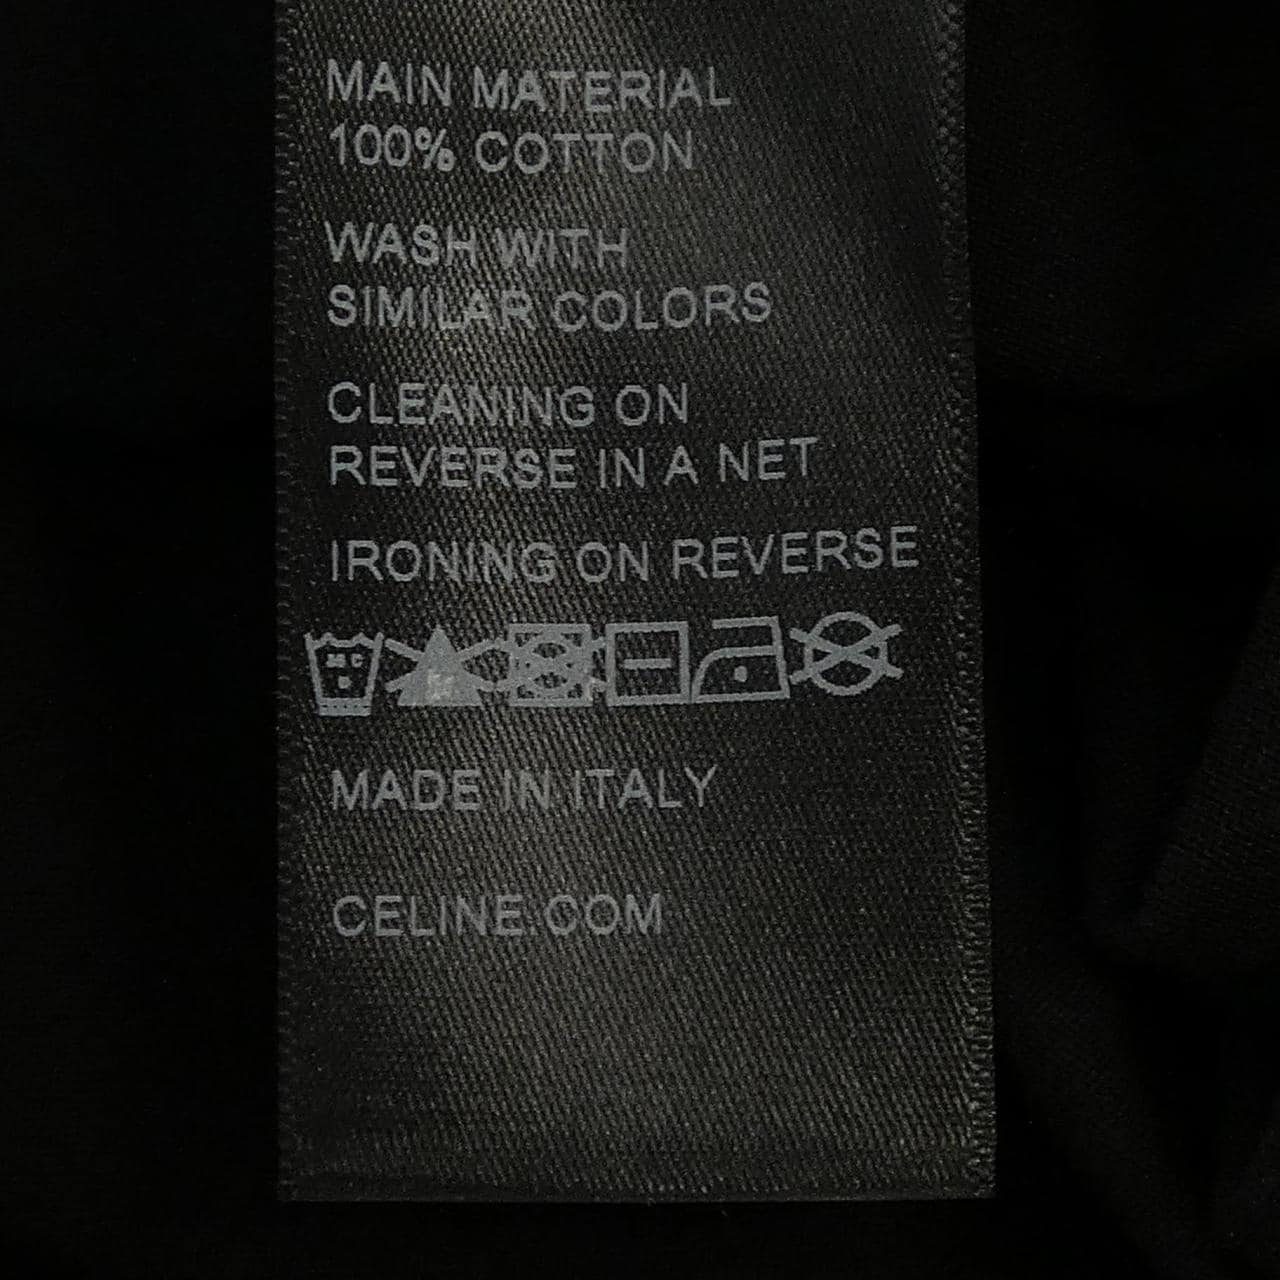 MAIN MATERIAL
100% COTTON
WASH WITH
SIMILAR COLORS
CLEANING ON
REVERSE IN A NET
IRONING ON REVERSE
MADE IN ITALY
CELINE.COM